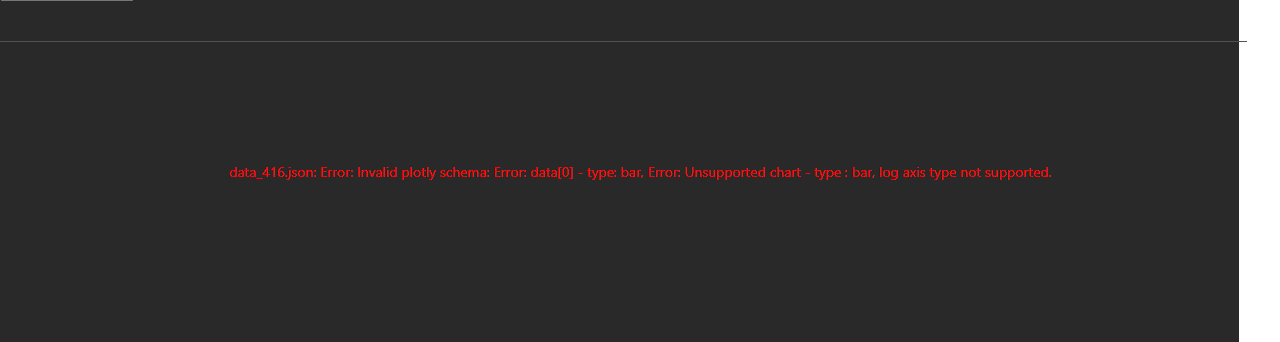 data_416.json: Error: Invalid plotly schema: Error: data[0] - type: bar, Error: Unsupported chart - type : bar, log axis type not supported.